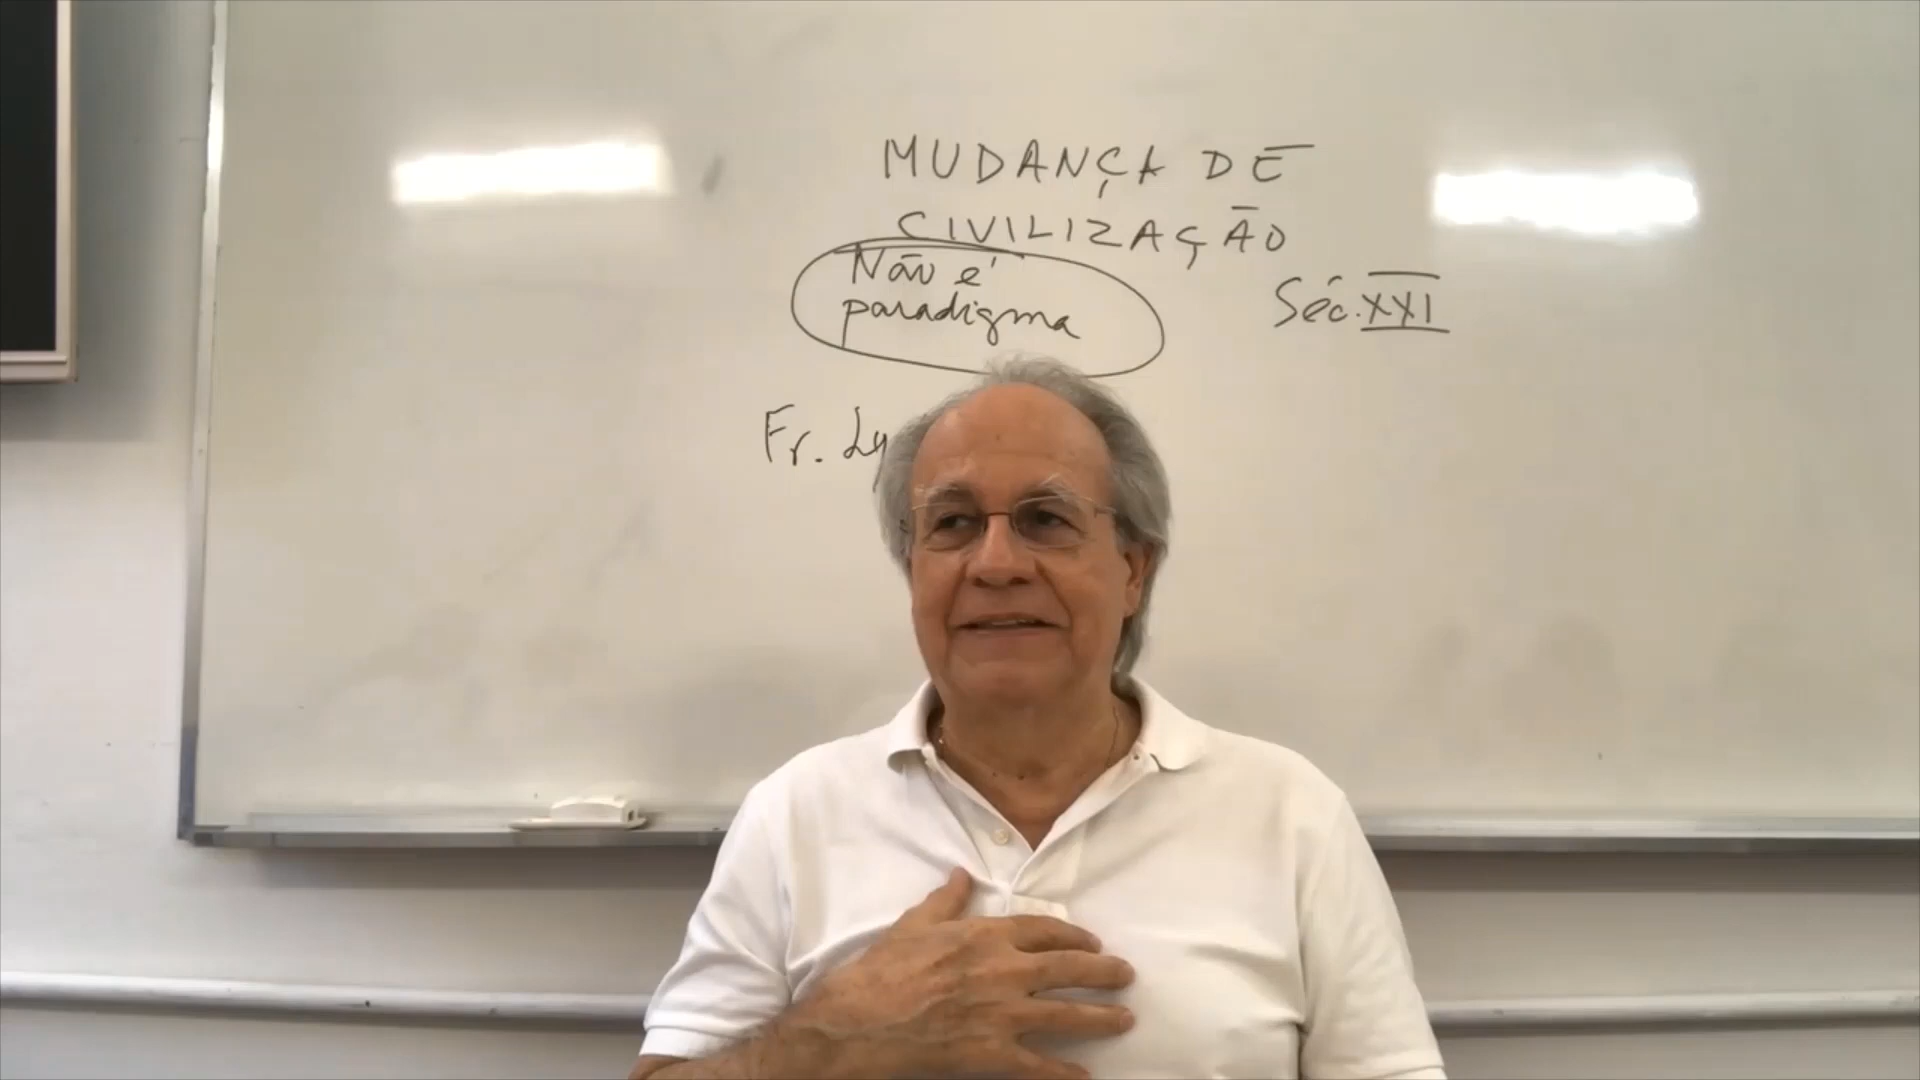 MUDANÇA DE
CIVILIZAÇÃO
Não é
paradigma
Séc. XXI
Fr.